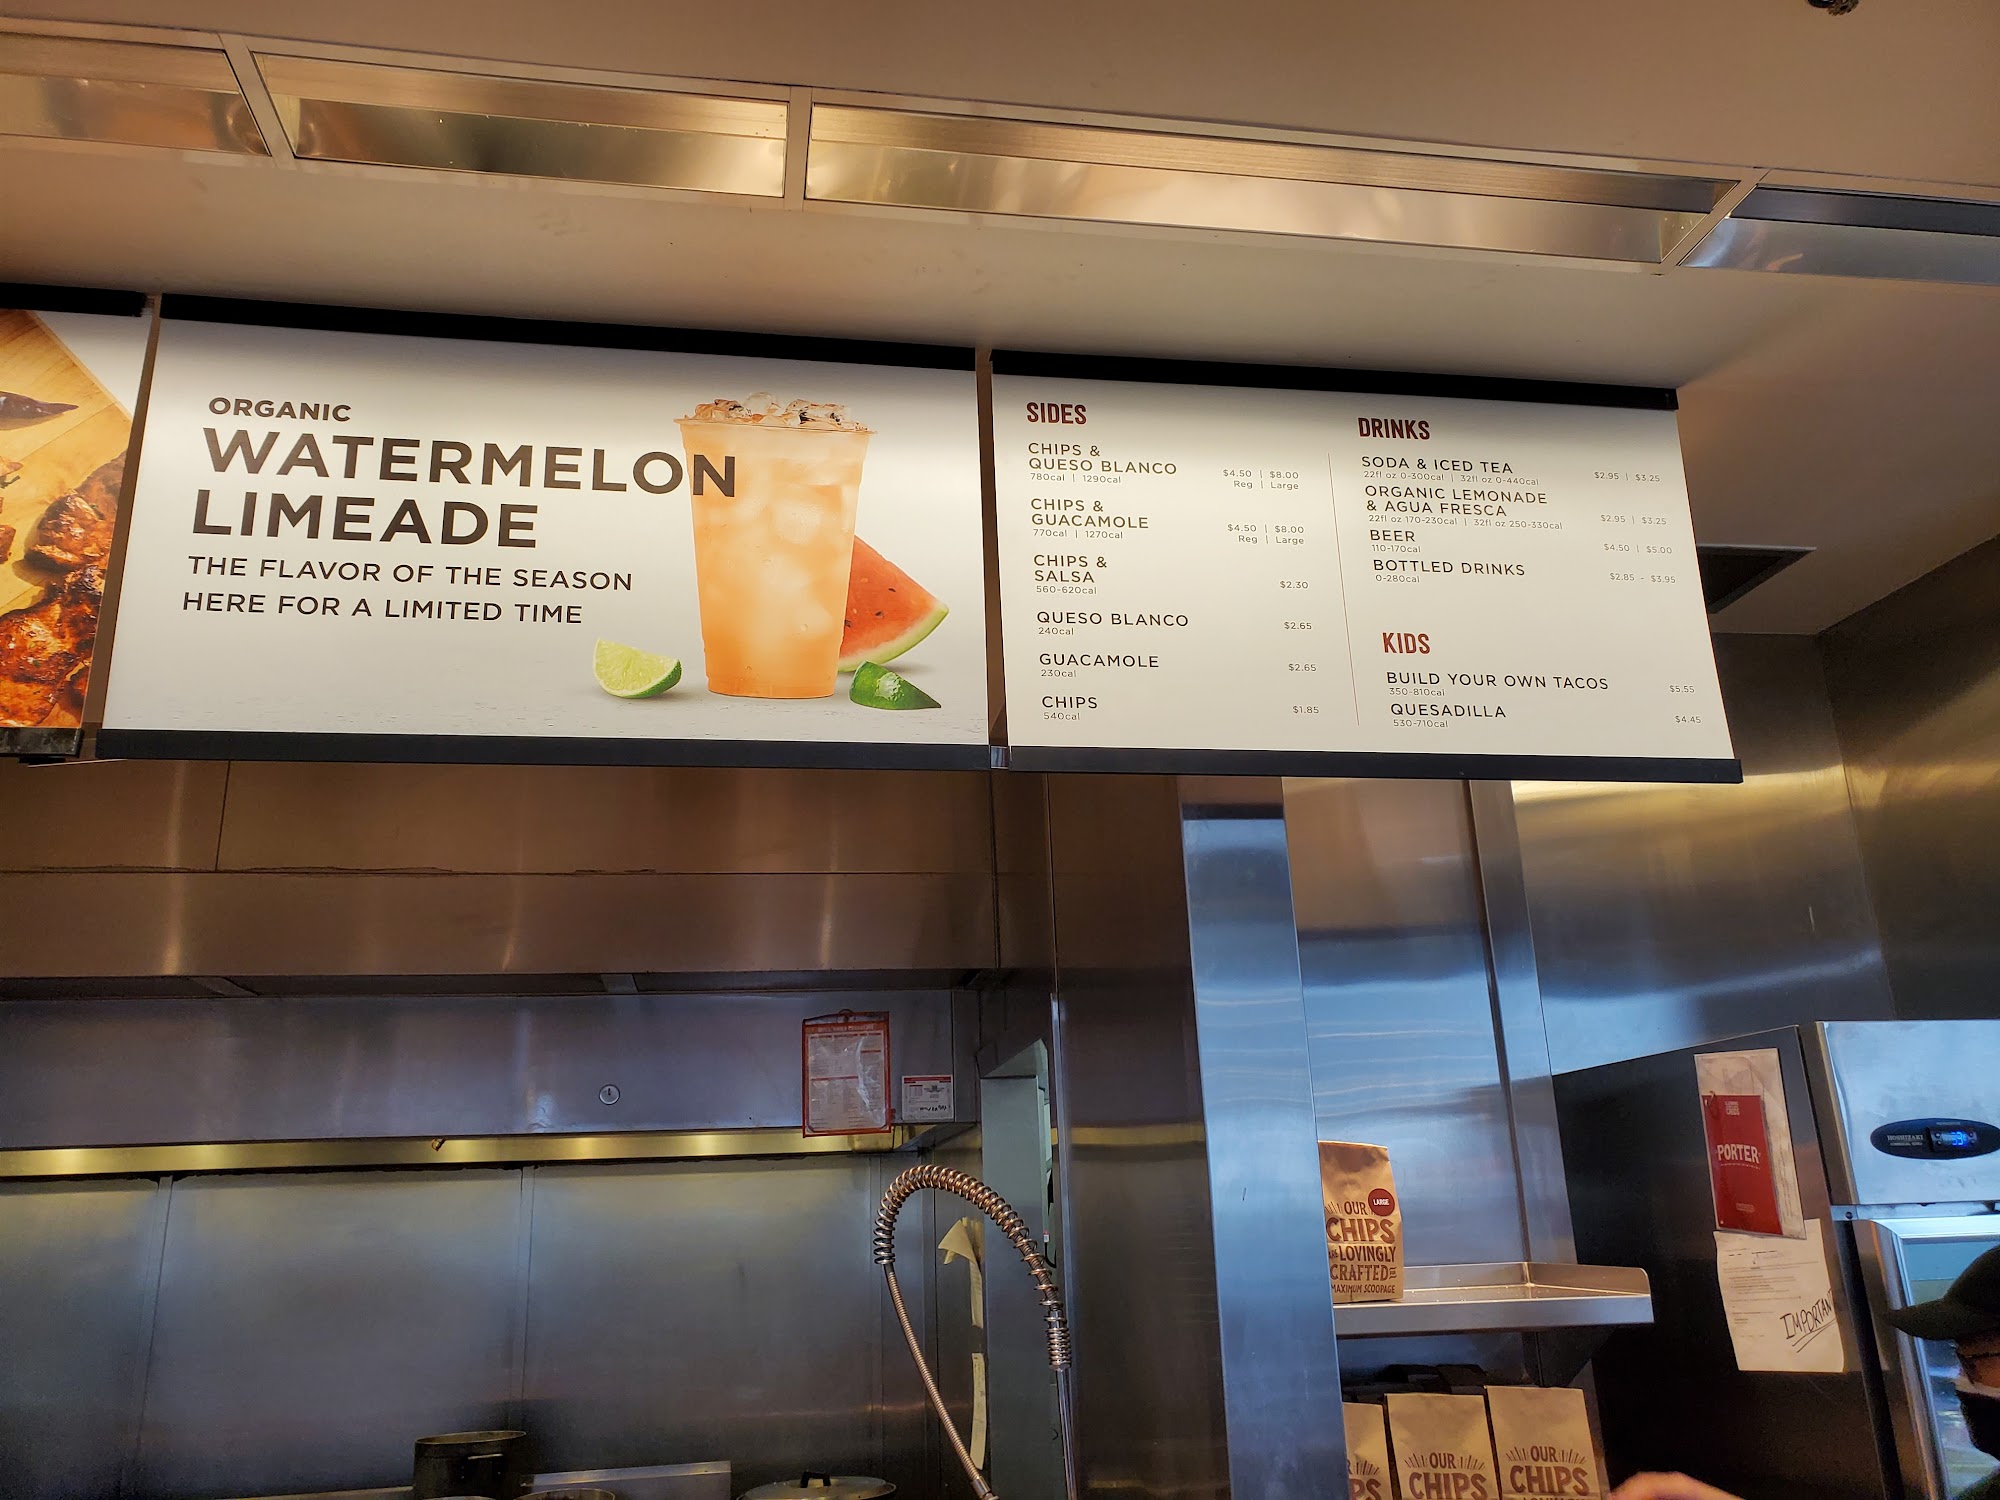 ORGANIC
WATERMELON
LIMEADE
THE FLAVOR OF THE SEASON
HERE FOR A LIMITED TIME
SIDES
CHIPS &
QUESO BLANCO
780cal | 1290cal
$4.50 | $8.00
Reg | Large
CHIPS &
GUACAMOLE
770cal | 1270cal
$4.50 | $8.00
Reg | Large
CHIPS &
SALSA
560-620cal
$2.30
QUESO BLANCO
240cal
$2.65
GUACAMOLE
230cal
$2.65
CHIPS
540cal
$1.85
DRINKS
SODA & ICED TEA
22fl oz 0-300cal | 32fl oz 0-440cal
$2.95 | $3.25
ORGANIC LEMONADE
& AGUA FRESCA
22fl oz 170-230cal | 32fl oz 250-330cal
$2.95 | $3.25
BEER
110-170cal
$4.50 | $5.00
BOTTLED DRINKS
0-280cal
$2.85 - $3.95
KIDS
BUILD YOUR OWN TACOS
350-810cal
$5.55
QUESADILLA
530-710cal
$4.45
HOSHIZAKI
PORTER
IMPORTAN
LARGE
OUR
CHIPS
LOVINGLY
CRAFTED
MAXIMUM SCOOPAGE
OUR
CHIPS
OUR
CHIPS